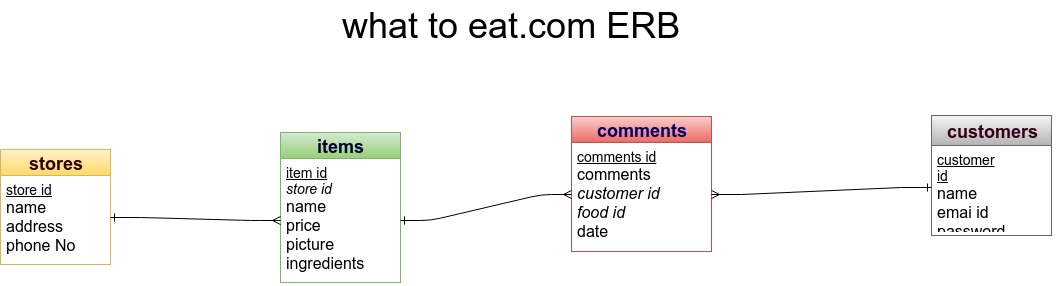 what to eat.com ERB
stores
store id
name
address
phone No
items
item id
store id
name
price
picture
ingredients
comments
comments id
comments
customer id
food id
date
customers
customer
id
name
emai id
password